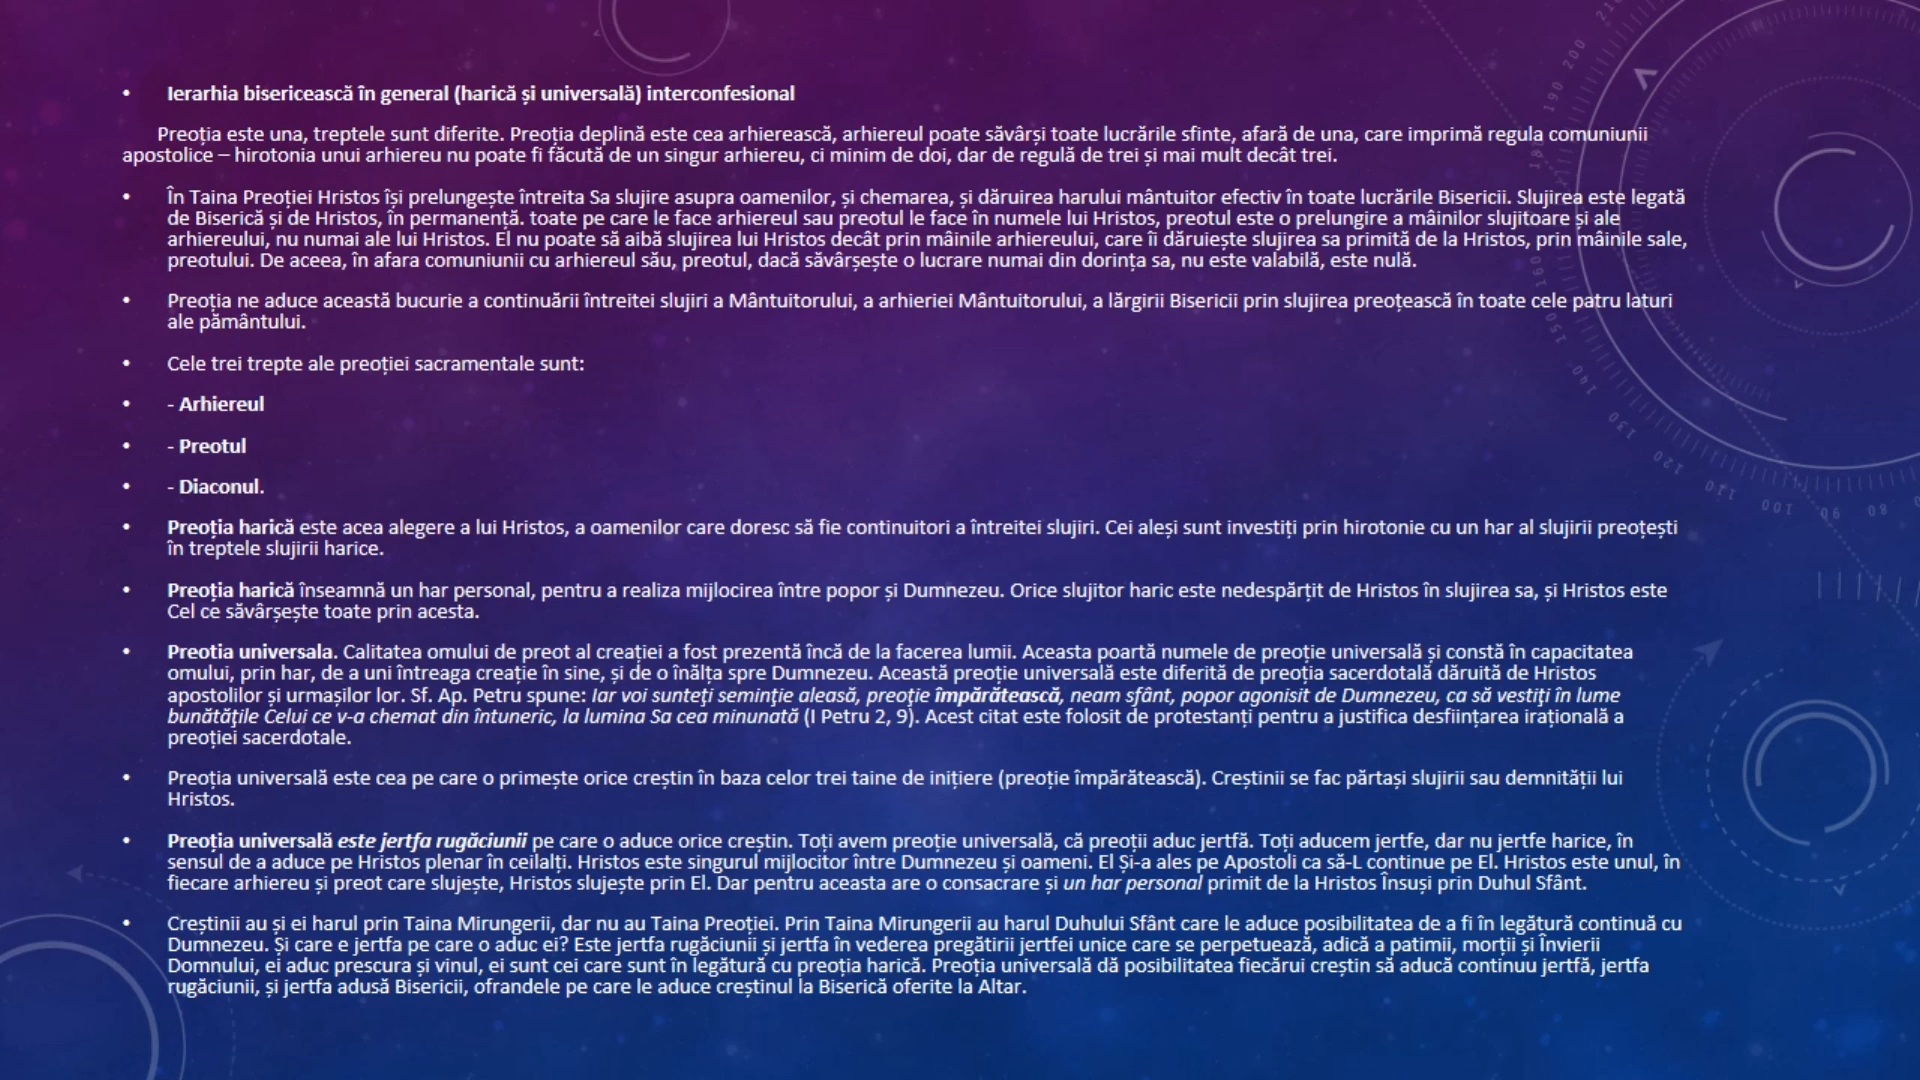 • Ierarhia bisericească în general (harică și universală) interconfesional
Preoția este una, treptele sunt diferite. Preoția deplină este cea arhierească, arhiereul poate săvârși toate lucrările sfinte, afară de una, care imprimă regula comuniunii
apostolice – hirotonia unui arhiereu nu poate fi făcută de un singur arhiereu, ci minim de doi, dar de regulă de trei și mai mult decât trei.
• În Taina Preoției Hristos își prelungește întreita Sa slujire asupra oamenilor, și chemarea, și dăruirea harului mântuitor efectiv în toate lucrările Bisericii. Slujirea este legată
de Biserică și de Hristos, în permanență. toate pe care le face arhiereul sau preotul le face în numele lui Hristos, preotul este o prelungire a mâinilor slujitoare și ale
arhiereului, nu numai ale lui Hristos. El nu poate să aibă slujirea lui Hristos decât prin mâinile arhiereului, care îi dăruiește slujirea sa primită de la Hristos, prin mâinile sale,
preotului. De aceea, în afara comuniunii cu arhiereul său, preotul, dacă săvârșește o lucrare numai din dorința sa, nu este valabilă, este nulă.
• Preoția ne aduce această bucurie a continuării întreitei slujiri a Mântuitorului, a arhieriei Mântuitorului, a lărgirii Bisericii prin slujirea preoțească în toate cele patru laturi
ale pământului.
• Cele trei trepte ale preoției sacramentale sunt:
• - Arhiereul
• - Preotul
• - Diaconul.
• Preoția harică este acea alegere a lui Hristos, a oamenilor care doresc să fie continuitori a întreitei slujiri. Cei aleși sunt investiți prin hirotonie cu un har al slujirii preoțești
în treptele slujirii harice.
• Preoția harică înseamnă un har personal, pentru a realiza mijlocirea între popor și Dumnezeu. Orice slujitor haric este nedespărțit de Hristos în slujirea sa, și Hristos este
Cel ce săvârșește toate prin acesta.
• Preotia universala. Calitatea omului de preot al creației a fost prezentă încă de la facerea lumii. Aceasta poartă numele de preoție universală și constă în capacitatea
omului, prin har, de a uni întreaga creație în sine, și de o înălța spre Dumnezeu. Această preoție universală este diferită de preoția sacerdotală dăruită de Hristos
apostolilor și urmașilor lor. Sf. Ap. Petru spune: Iar voi sunteţi seminţie aleasă, preoţie împărătească, neam sfânt, popor agonisit de Dumnezeu, ca să vestiţi în lume
bunătăţile Celui ce v-a chemat din întuneric, la lumina Sa cea minunată (I Petru 2, 9). Acest citat este folosit de protestanți pentru a justifica desființarea irațională a
preoției sacerdotale.
• Preoția universală este cea pe care o primește orice creștin în baza celor trei taine de inițiere (preoție împărătească). Creștinii se fac părtași slujirii sau demnității lui
Hristos.
• Preoția universală este jertfa rugăciunii pe care o aduce orice creștin. Toți avem preoție universală, că preoții aduc jertfă. Toți aducem jertfe, dar nu jertfe harice, în
sensul de a aduce pe Hristos plenar în ceilalți. Hristos este singurul mijlocitor între Dumnezeu și oameni. El Și-a ales pe Apostoli ca să-L continue pe El. Hristos este unul, în
fiecare arhiereu și preot care slujește, Hristos slujește prin El. Dar pentru aceasta are o consacrare și un har personal primit de la Hristos Însuși prin Duhul Sfânt.
• Creștinii au și ei harul prin Taina Mirungerii, dar nu au Taina Preoției. Prin Taina Mirungerii au harul Duhului Sfânt care le aduce posibilitatea de a fi în legătură continuă cu
Dumnezeu. Și care e jertfa pe care o aduc ei? Este jertfa rugăciunii și jertfa în vederea pregătirii jertfei unice care se perpetuează, adică a patimii, morții și Învierii
Domnului, ei aduc prescura și vinul, ei sunt cei care sunt în legătură cu preoția harică. Preoția universală dă posibilitatea fiecărui creștin să aducă continuu jertfă, jertfa
rugăciunii, și jertfa adusă Bisericii, ofrandele pe care le aduce creștinul la Biserică oferite la Altar.
210
200
190
180
160
150
140
130
120
110
100
90
80